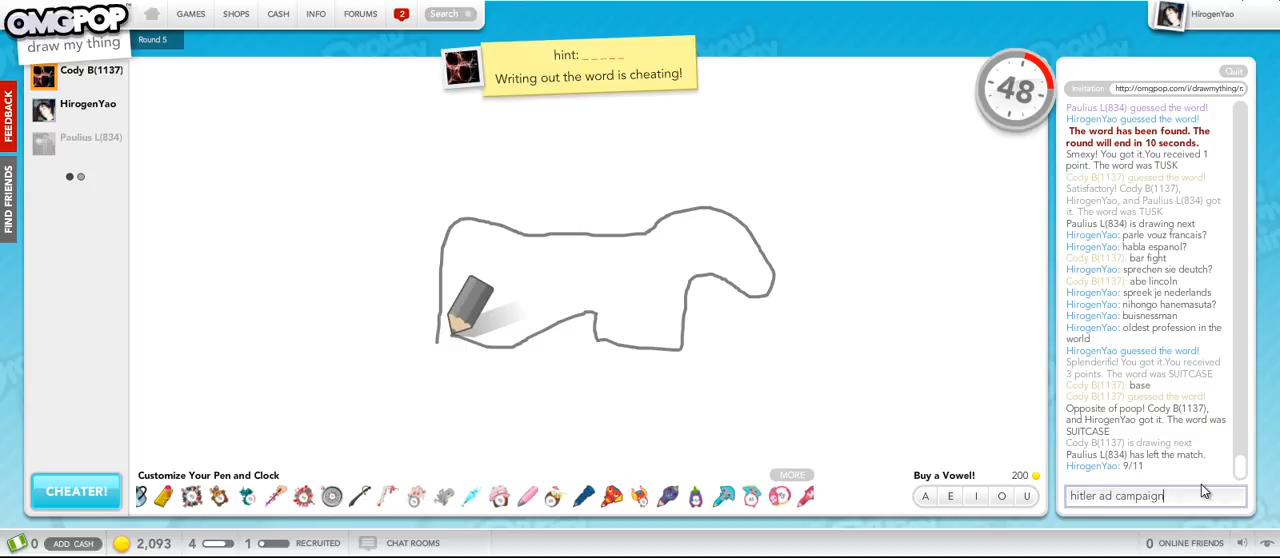 OMGPOP
GAMES SHOPS CASH INFO FORUMS 2 Search
HirogenYao
draw my thing
Round 5
hint: _ _ _ _ _
Writing out the word is cheating!
48
Cody B(1137)
HirogenYao
Paulius L(834)
FEEDBACK
FIND FRIENDS
Quit
Invitation http://omgpop.com/i/drawmything/r
Paulius L(834) guessed the word!
HirogenYao guessed the word!
The word has been found. The
round will end in 10 seconds.
Smexy! You got it.You received 1
point. The word was TUSK
Cody B(1137) guessed the word!
Satisfactory! Cody B(1137),
HirogenYao, and Paulius L(834) got
it. The word was TUSK
Paulius L(834) is drawing next
HirogenYao: parle vouz francais?
HirogenYao: habla espanol?
Cody B(1137): bar fight
HirogenYao: sprechen sie deutch?
Cody B(1137): abe lincoln
HirogenYao: spreek je nederlands
HirogenYao: nihongo hanemasuta?
HirogenYao: buisnessman
HirogenYao: oldest profession in the
world
HirogenYao guessed the word!
Splenderific! You got it.You received
3 points. The word was SUITCASE
Cody B(1137): base
Cody B(1137) guessed the word!
Opposite of poop! Cody B(1137),
and HirogenYao got it. The word was
SUITCASE
Cody B(1137) is drawing next
Paulius L(834) has left the match.
HirogenYao: 9/11
hitler ad campaign
CHEATER!
Customize Your Pen and Clock MORE
Buy a Vowel! 200
A E I O U
0 ADD CASH 2,093 4 1 RECRUITED CHAT ROOMS 0 ONLINE FRIENDS